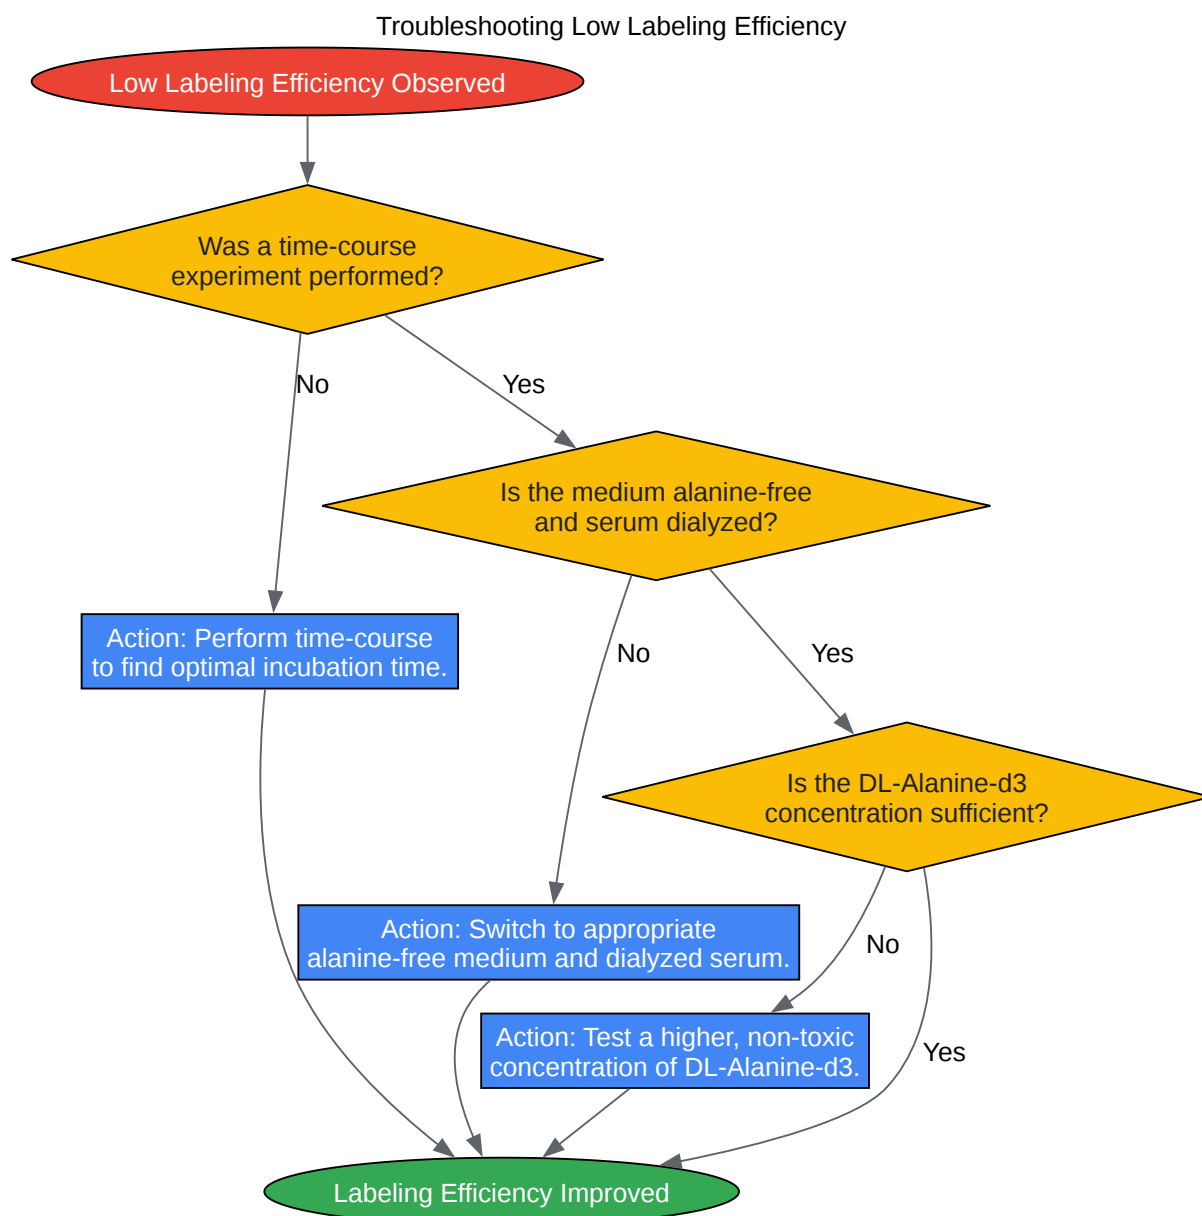 Troubleshooting Low Labeling Efficiency
Low Labeling Efficiency Observed
Was a time-course
experiment performed?
No
Yes
Is the medium alanine-free
and serum dialyzed?
Action: Perform time-course
to find optimal incubation time.
No
Yes
Is the DL-Alanine-d3
concentration sufficient?
Action: Switch to appropriate
alanine-free medium and dialyzed serum.
No
Action: Test a higher, non-toxic
concentration of DL-Alanine-d3.
Yes
Labeling Efficiency Improved